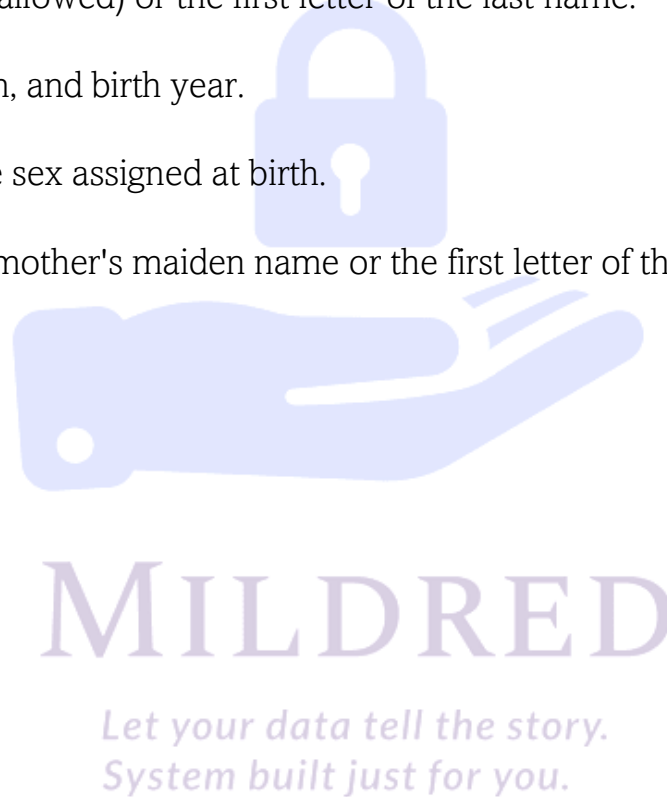 allowed) or the first letter of the last name.
n, and birth year.
e sex assigned at birth.
mother's maiden name or the first letter of th
MILDRED
Let your data tell the story.
System built just for you.